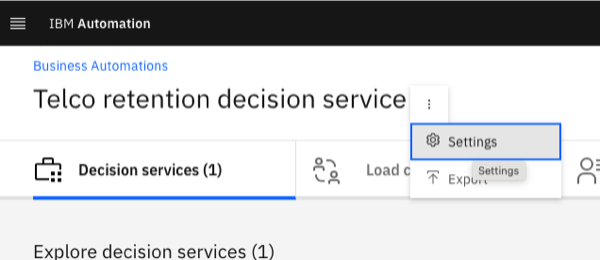 IBM Automation
Business Automations
Telco retention decision service
Settings
Decision services (1)
Load
Settings
Export
Explore decision services (1)